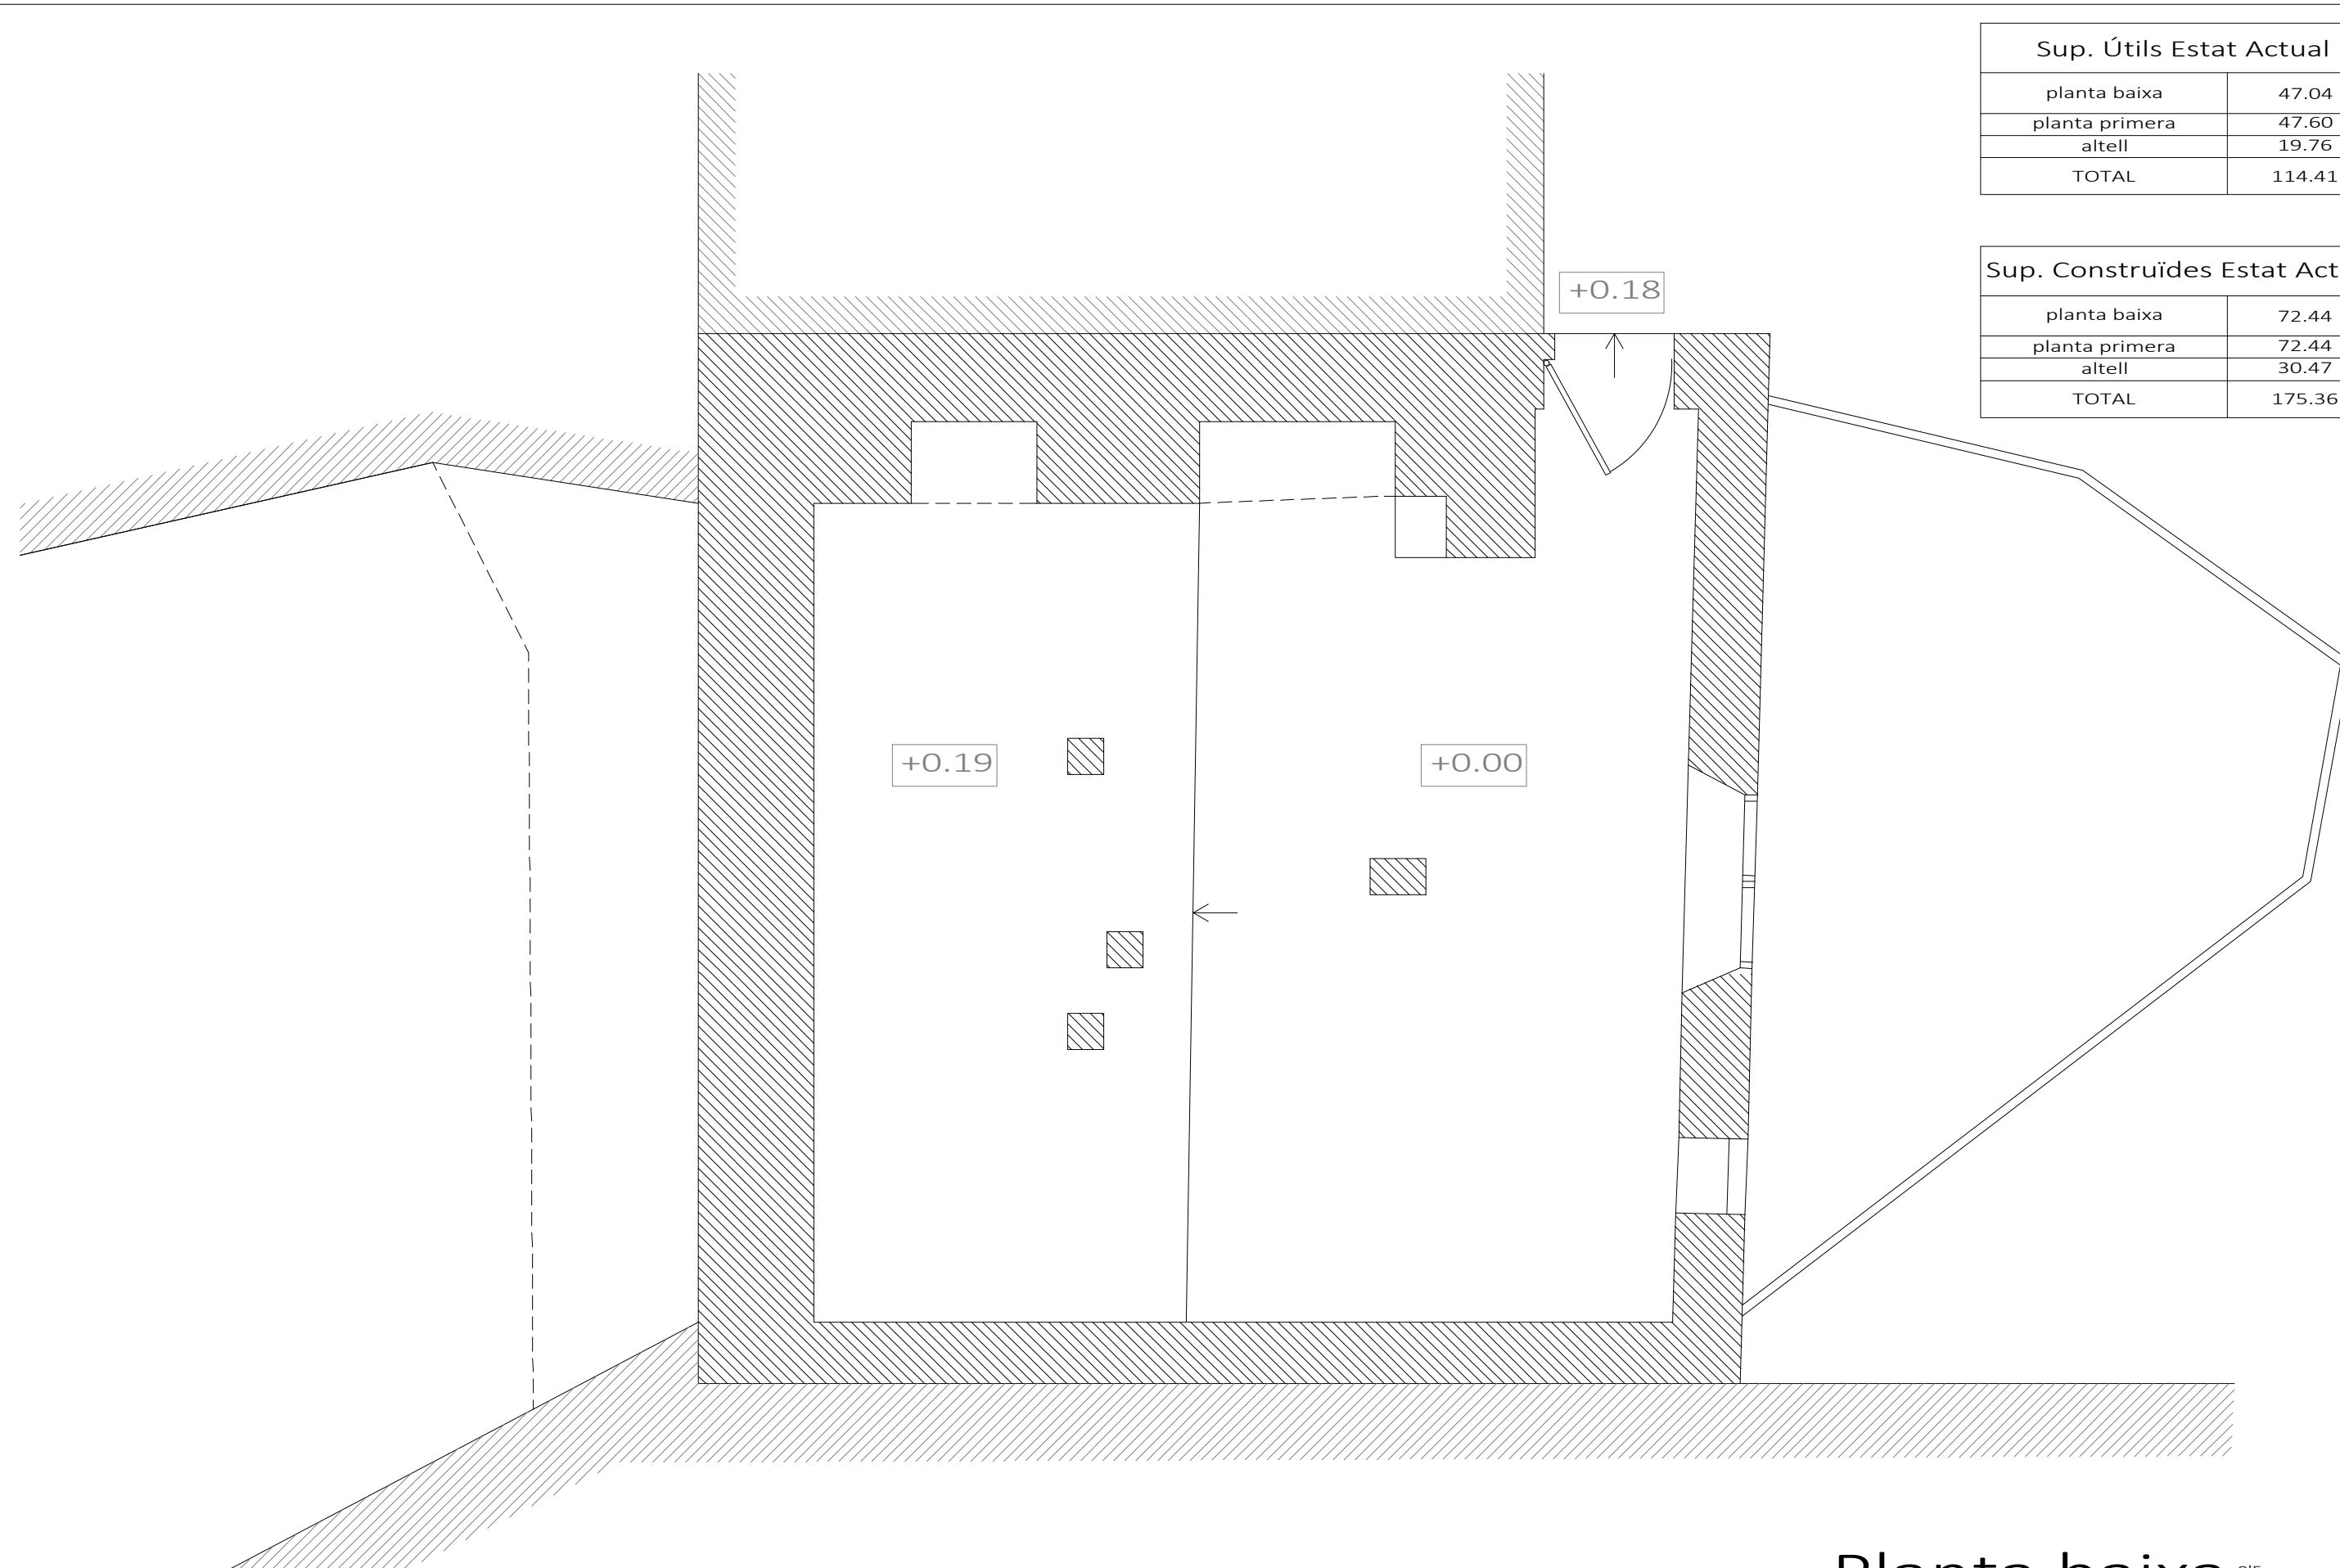 Sup. Útils Estat Actual
planta baixa 47.04
planta primera 47.60
altell 19.76
TOTAL 114.41
Sup. Construïdes Estat Act
planta baixa 72.44
planta primera 72.44
altell 30.47
TOTAL 175.36
+0.18
+0.19
+0.00
Planta baixa